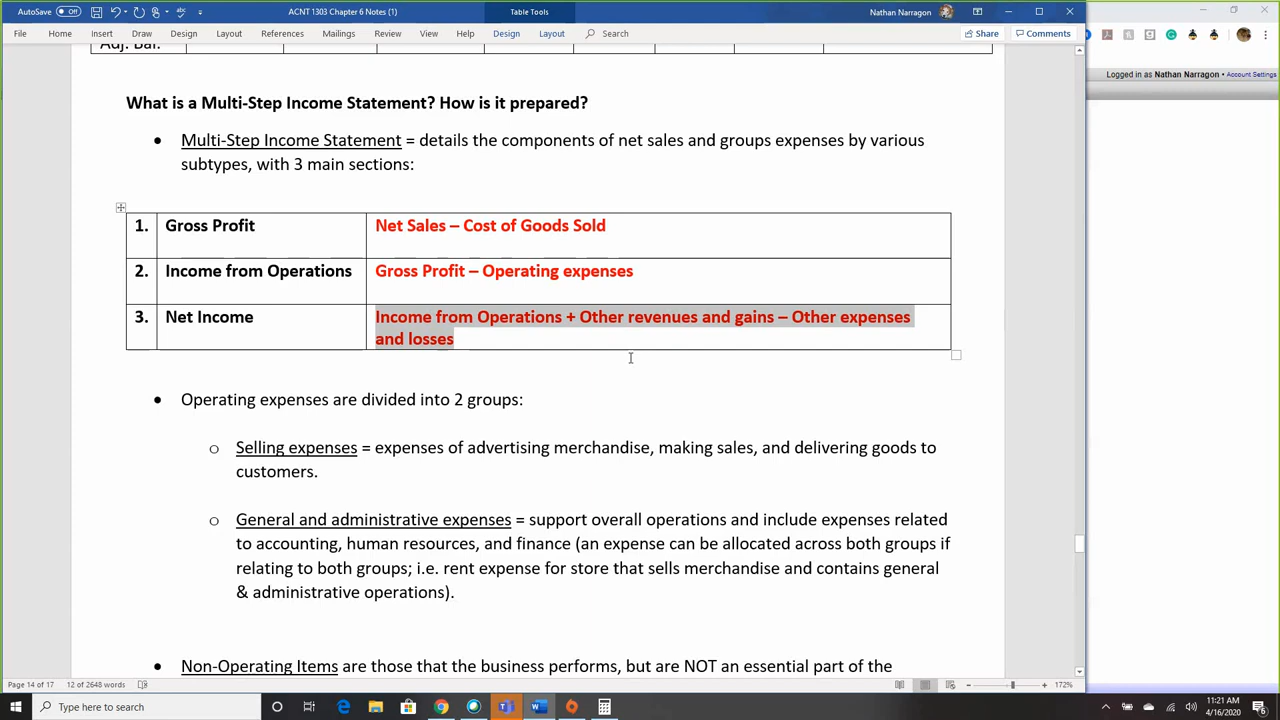 AutoSave Off
ACNT 1303 Chapter 6 Notes (1)
Table Tools
Nathan Narragon
File Home Insert Draw Design Layout References Mailings Review View Help Design Layout Search Share Comments
Logged in as Nathan Narragon • Account Settings
Adj. Bal.
What is a Multi-Step Income Statement? How is it prepared?
• Multi-Step Income Statement = details the components of net sales and groups expenses by various
subtypes, with 3 main sections:
1. Gross Profit Net Sales – Cost of Goods Sold
2. Income from Operations Gross Profit – Operating expenses
3. Net Income Income from Operations + Other revenues and gains – Other expenses
and losses
• Operating expenses are divided into 2 groups:
o Selling expenses = expenses of advertising merchandise, making sales, and delivering goods to
customers.
o General and administrative expenses = support overall operations and include expenses related
to accounting, human resources, and finance (an expense can be allocated across both groups if
relating to both groups; i.e. rent expense for store that sells merchandise and contains general
& administrative operations).
• Non-Operating Items are those that the business performs, but are NOT an essential part of the
Page 14 of 17 12 of 2648 words 172%
Type here to search
11:21 AM
4/16/2020